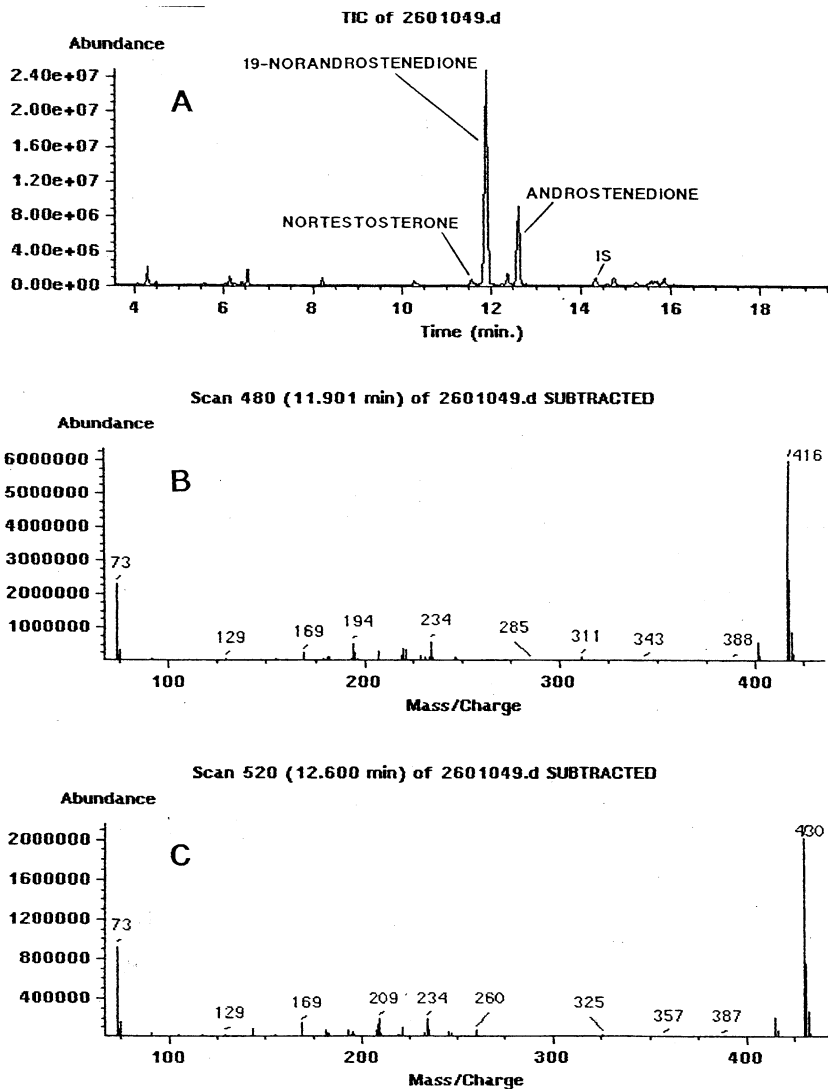 TIC of 2601049.d
Abundance
19-NORANDROSTENEDIONE
2.40e+07
2.00e+07
1.60e+07
1.20e+07
8.00e+06
4.00e+06
0.00e+00
A
ANDROSTENEDIONE
NORTESTOSTERONE
IS
4 6 8 10 12 14 16 18
Time (min.)
Scan 480 (11.901 min) of 2601049.d SUBTRACTED
Abundance
6000000
5000000
4000000
3000000
2000000
1000000
B
416
73
129 169 194 234 285 311 343 388
100 200 300 400
Mass/Charge
Scan 520 (12.600 min) of 2601049.d SUBTRACTED
Abundance
2000000
1600000
1200000
800000
400000
C
430
73
129 169 209 234 260 325 357 387
100 200 300 400
Mass/Charge